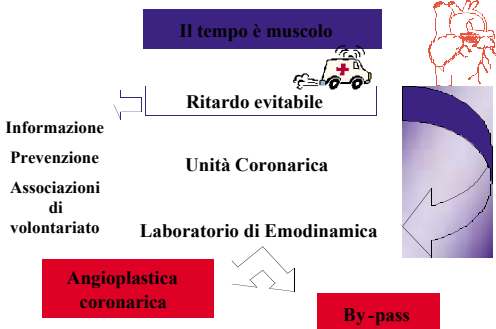 Il tempo è muscolo
Ritardo evitabile
Informazione
Prevenzione
Associazioni
di
volontariato
Unità Coronarica
Laboratorio di Emodinamica
Angioplastica
coronarica
By-pass